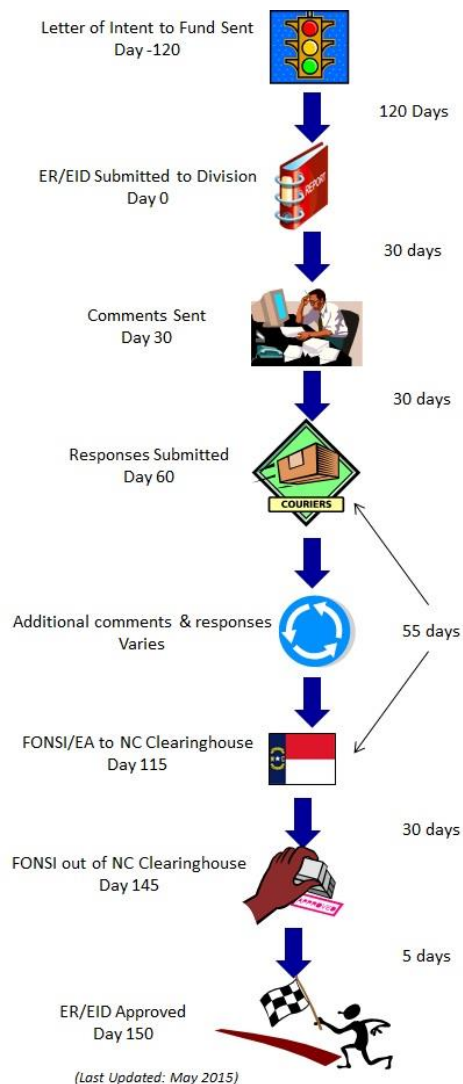 Letter of Intent to Fund Sent
Day -120
120 Days
ER/EID Submitted to Division
Day 0
REPORT
30 days
Comments Sent
Day 30
30 days
Responses Submitted
Day 60
COURIERS
Additional comments & responses
Varies
55 days
FONSI/EA to NC Clearinghouse
Day 115
30 days
FONSI out of NC Clearinghouse
Day 145
APPROVED
5 days
ER/EID Approved
Day 150
(Last Updated: May 2015)